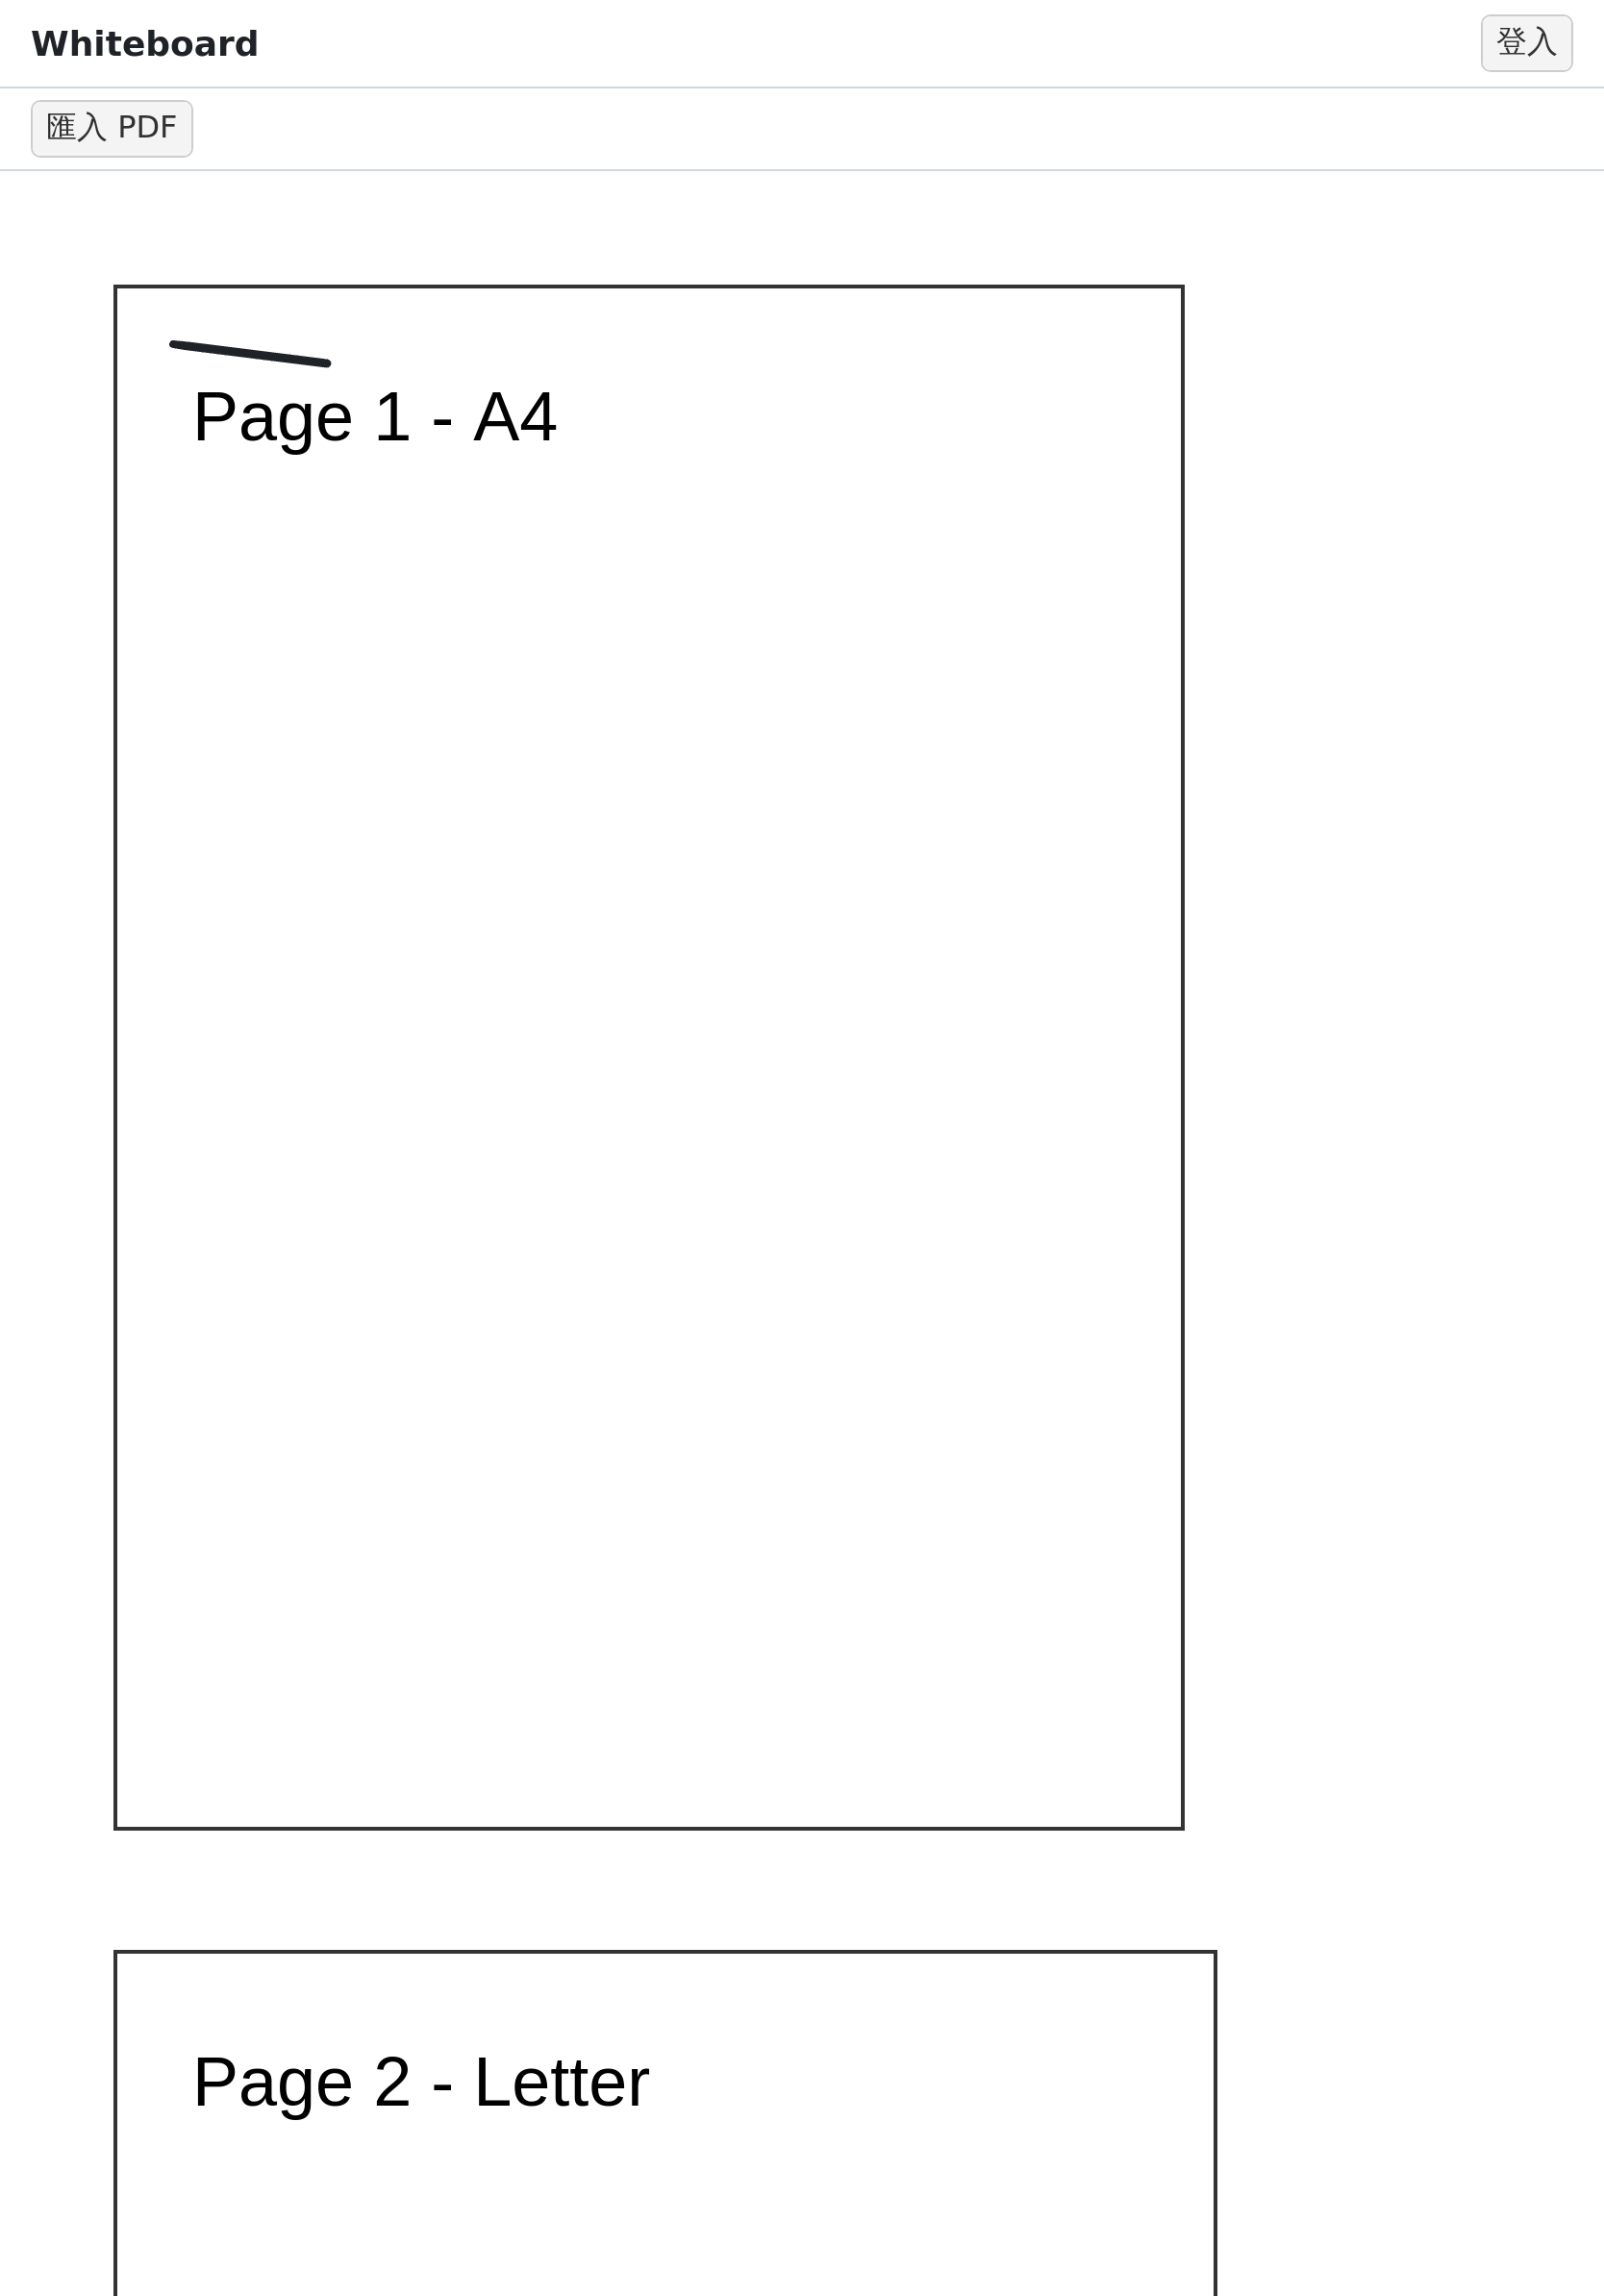 Whiteboard
登入
匯入 PDF
Page 1 - A4
Page 2 - Letter